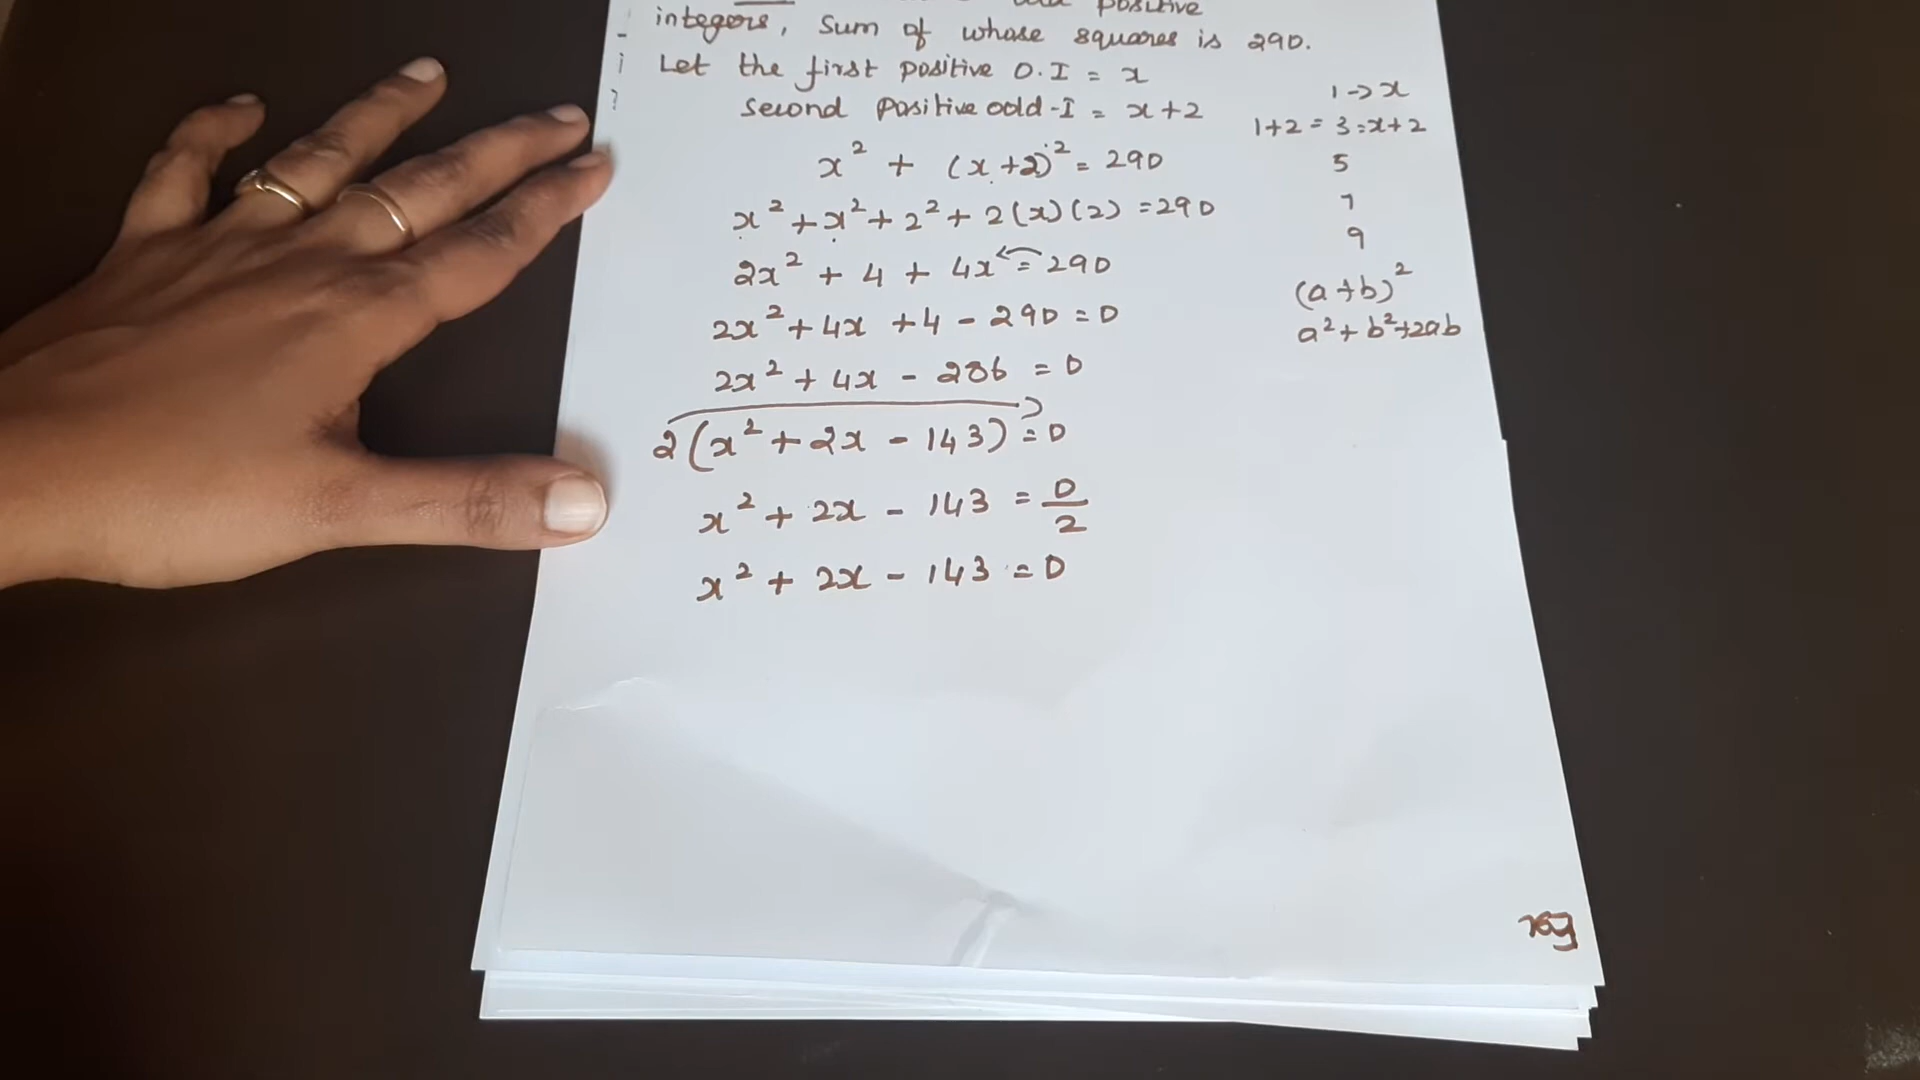 positive
integers, sum of whose squares is 290.
Let the first positive O.I = x
second positive odd-I = x+2
x² + (x+2)² = 290
x² + x² + 2² + 2(x)(2) = 290
2x² + 4 + 4x = 290
2x² + 4x + 4 - 290 = 0
2x² + 4x - 286 = 0
2(x² + 2x - 143) = 0
x² + 2x - 143 = 0/2
x² + 2x - 143 = 0
1 → x
1+2 = 3 = x+2
5
7
9
(a+b)²
a² + b² + 2ab